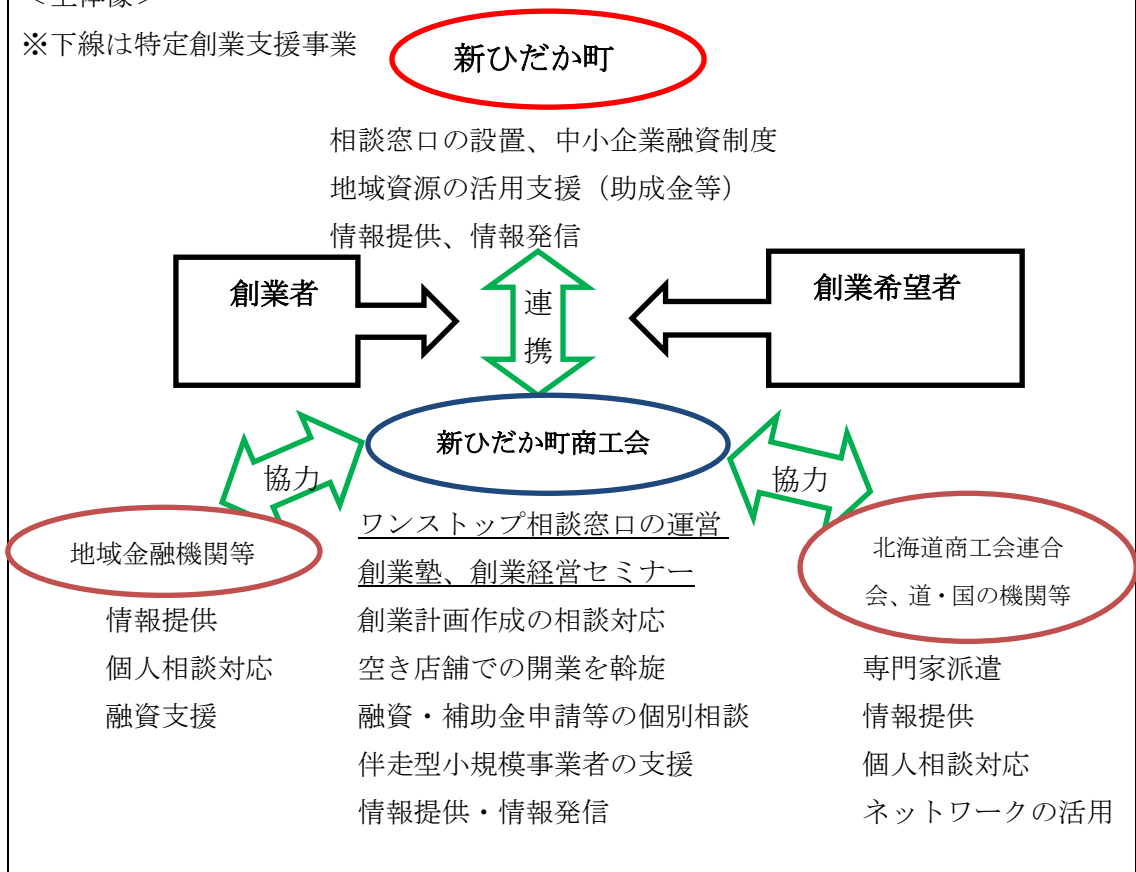 ※下線は特定創業支援事業
新ひだか町
相談窓口の設置、中小企業融資制度
地域資源の活用支援（助成金等）
情報提供、情報発信
創業者
連
携
創業希望者
新ひだか町商工会
協力
協力
地域金融機関等
情報提供
個人相談対応
融資支援
ワンストップ相談窓口の運営
創業塾、創業経営セミナー
創業計画作成の相談対応
空き店舗での開業を斡旋
融資・補助金申請等の個別相談
伴走型小規模事業者の支援
情報提供・情報発信
北海道商工会連合
会、道・国の機関等
専門家派遣
情報提供
個人相談対応
ネットワークの活用